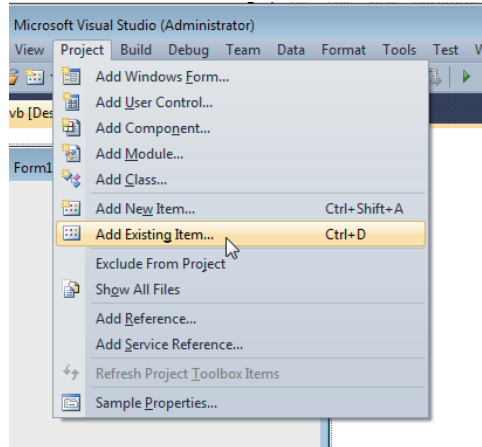 Microsoft Visual Studio (Administrator)
View Project Build Debug Team Data Format Tools Test
vb [Des
Form1
Add Windows Form...
Add User Control...
Add Component...
Add Module...
Add Class...
Add New Item... Ctrl+Shift+A
Add Existing Item... Ctrl+D
Exclude From Project
Show All Files
Add Reference...
Add Service Reference...
Refresh Project Toolbox Items
Sample Properties...